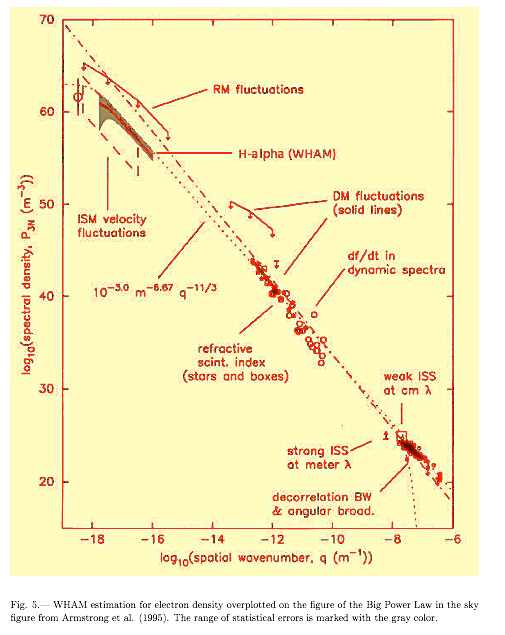 70
60
50
40
30
20
log10(spectral density, P3N (m−3))
RM fluctuations
H-alpha (WHAM)
DM fluctuations
(solid lines)
ISM velocity
fluctuations
df/dt in
dynamic spectra
10−3.0 m−6.67 q−11/3
refractive
scint. index
(stars and boxes)
weak ISS
at cm λ
strong ISS
at meter λ
decorrelation BW
& angular broad.
−18 −16 −14 −12 −10 −8 −6
log10(spatial wavenumber, q (m−1))
Fig. 5.— WHAM estimation for electron density overplotted on the figure of the Big Power Law in the sky
figure from Armstrong et al. (1995). The range of statistical errors is marked with the gray color.